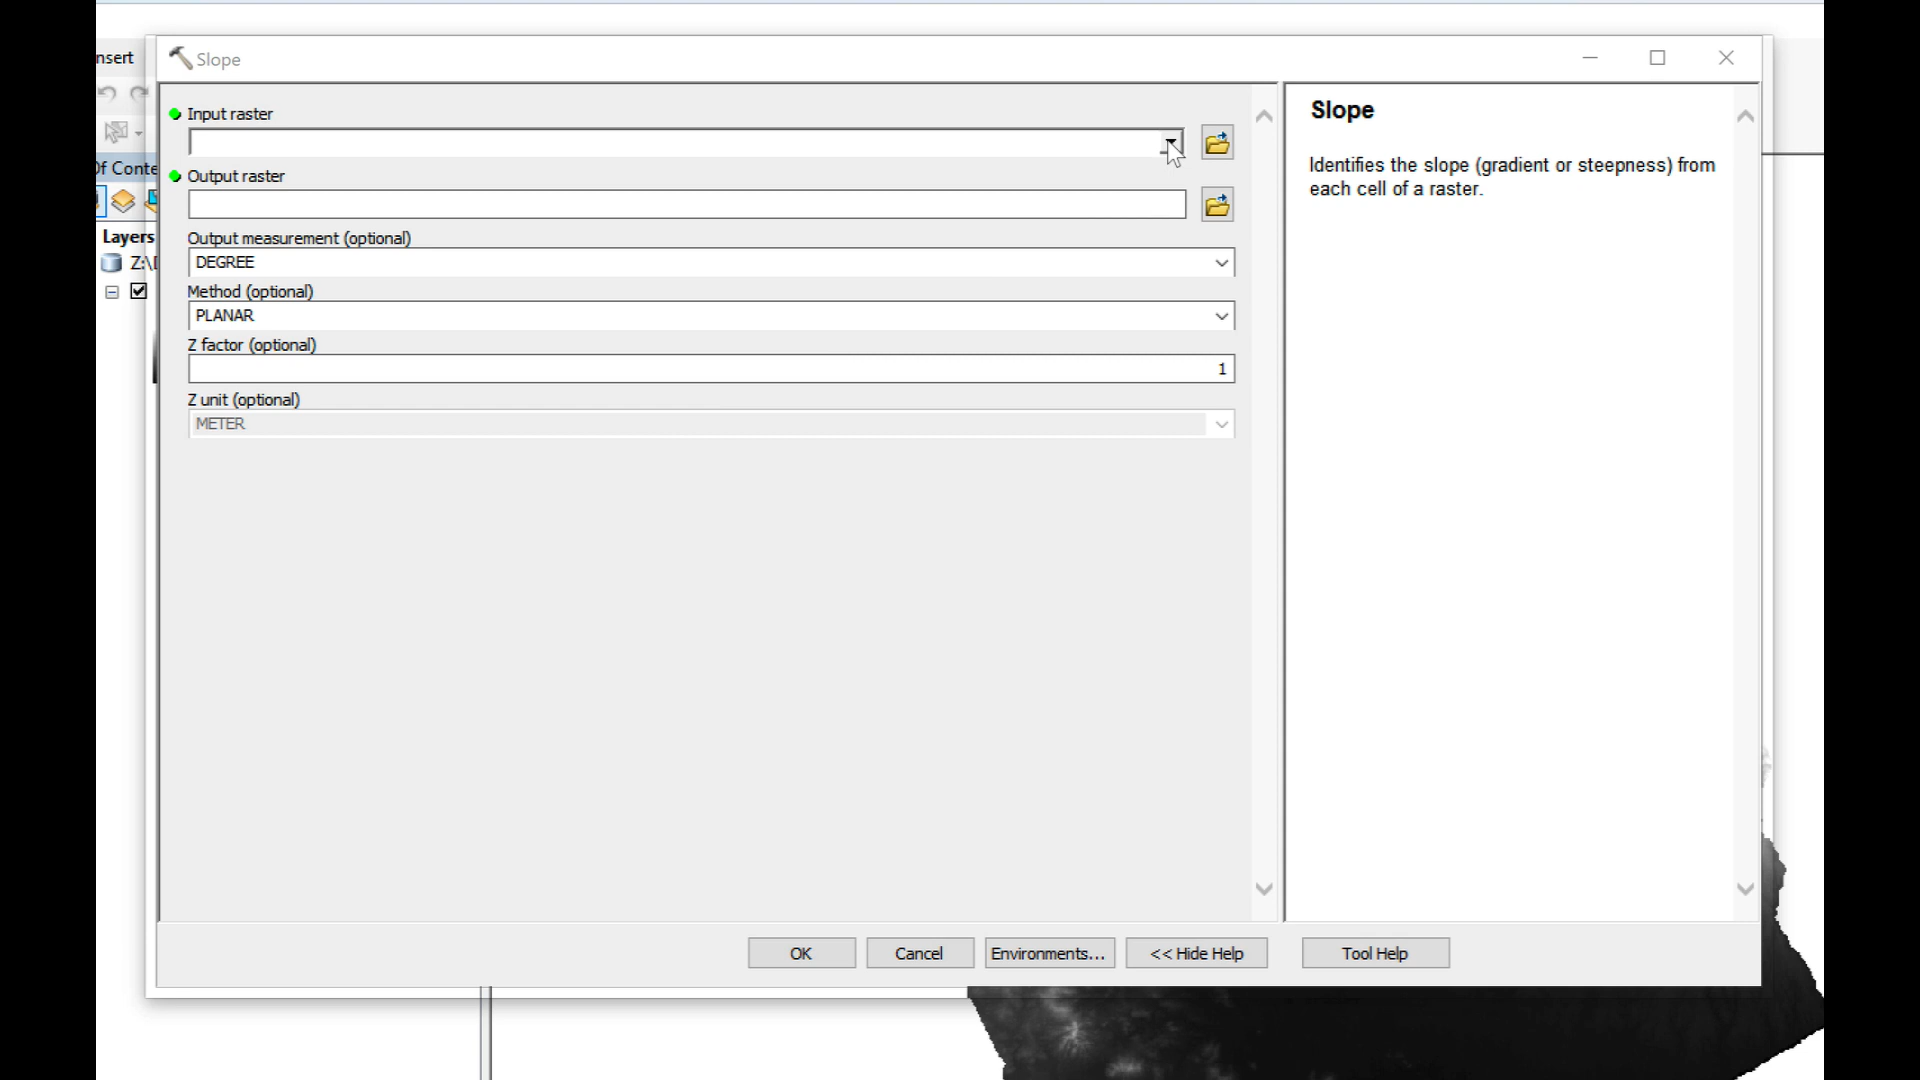 nsert
Slope
Input raster
Output raster
Output measurement (optional)
DEGREE
Method (optional)
PLANAR
Z factor (optional)
1
Z unit (optional)
METER
Of Conte
Layers
Z:\
Slope
Identifies the slope (gradient or steepness) from
each cell of a raster.
OK
Cancel
Environments...
<< Hide Help
Tool Help